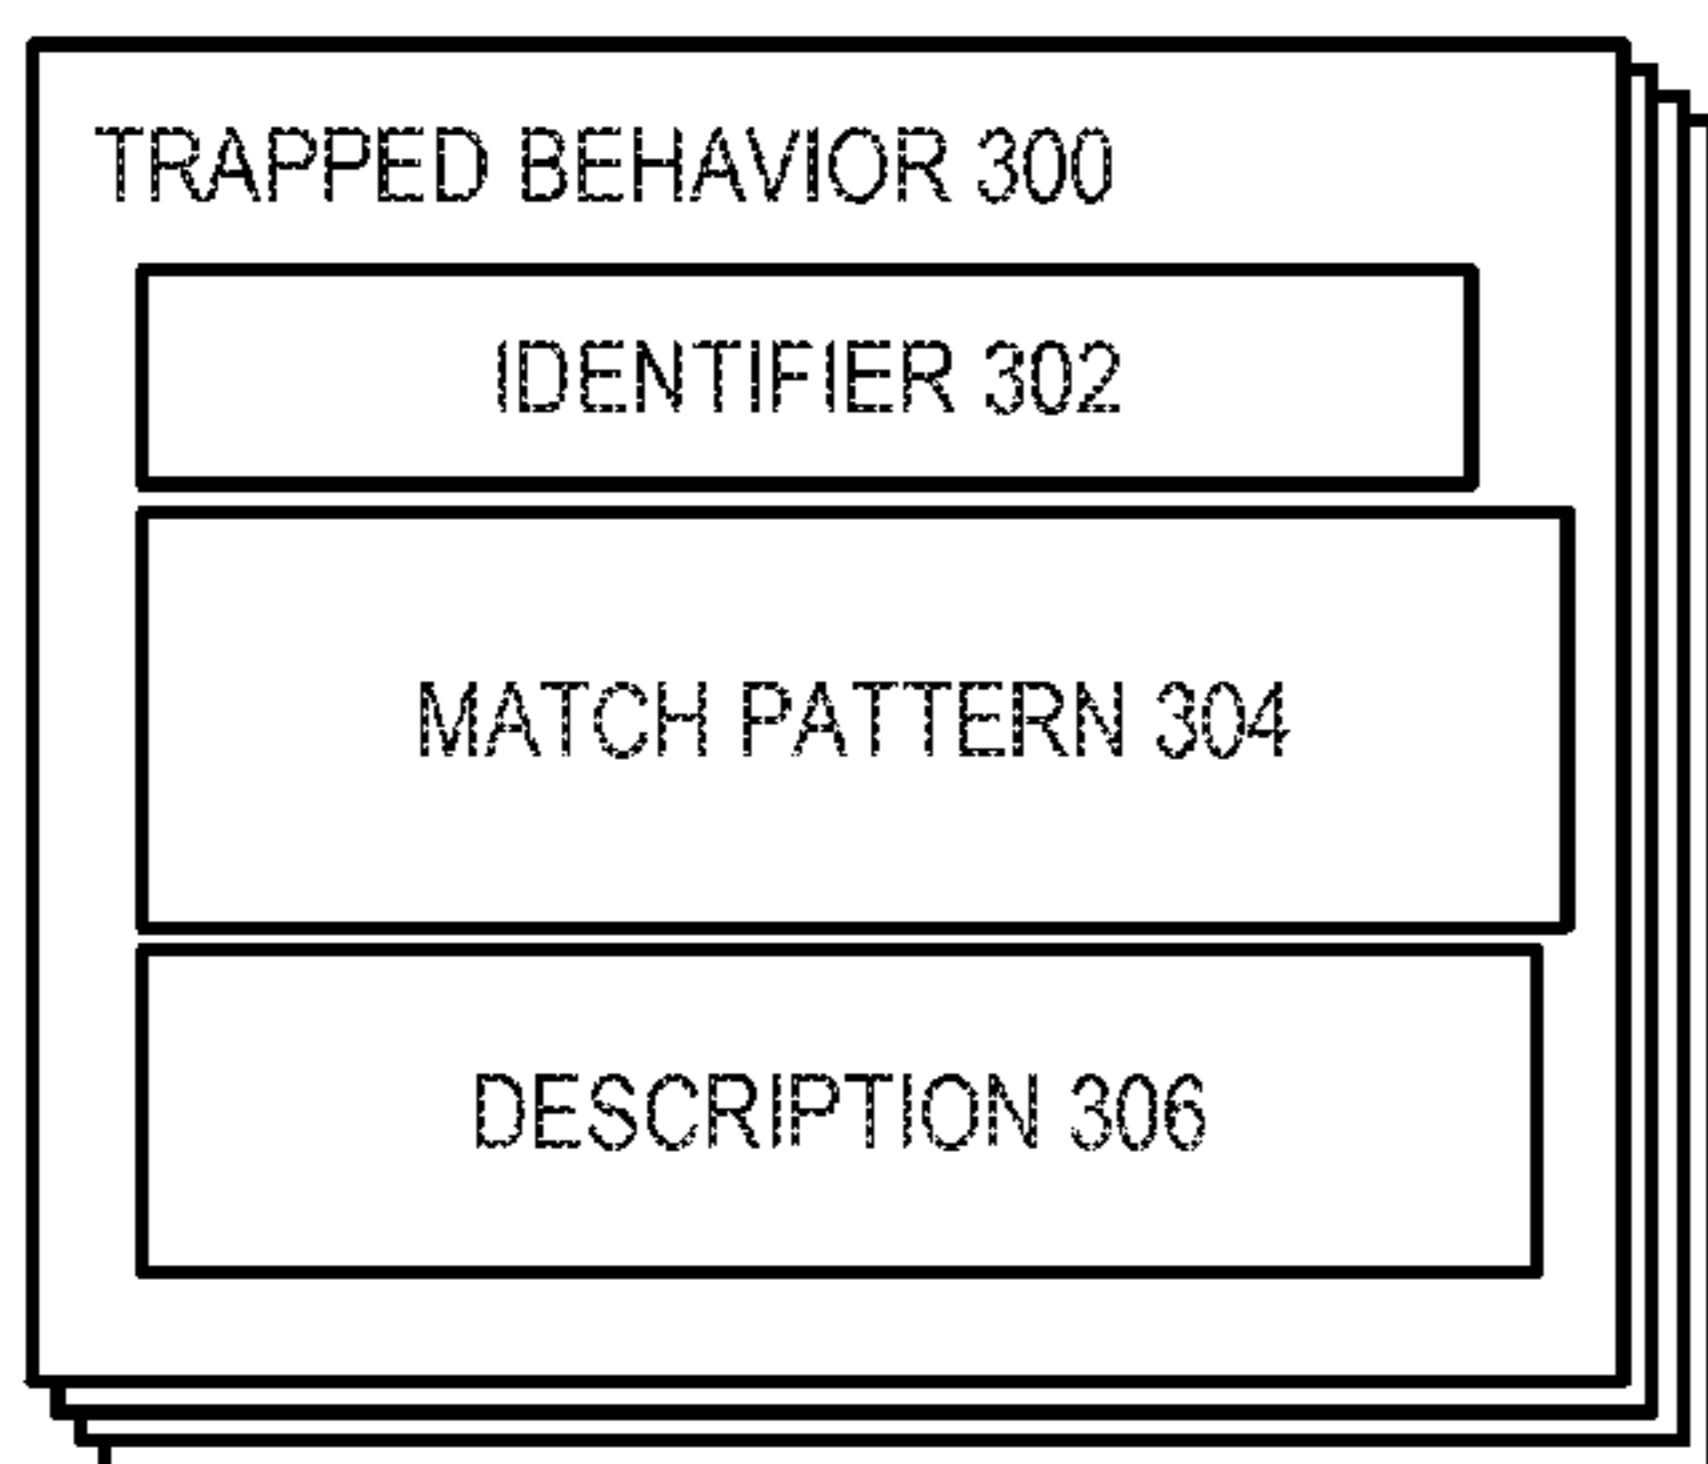 TRAPPED BEHAVIOR 300
IDENTIFIER 302
MATCH PATTERN 304
DESCRIPTION 306